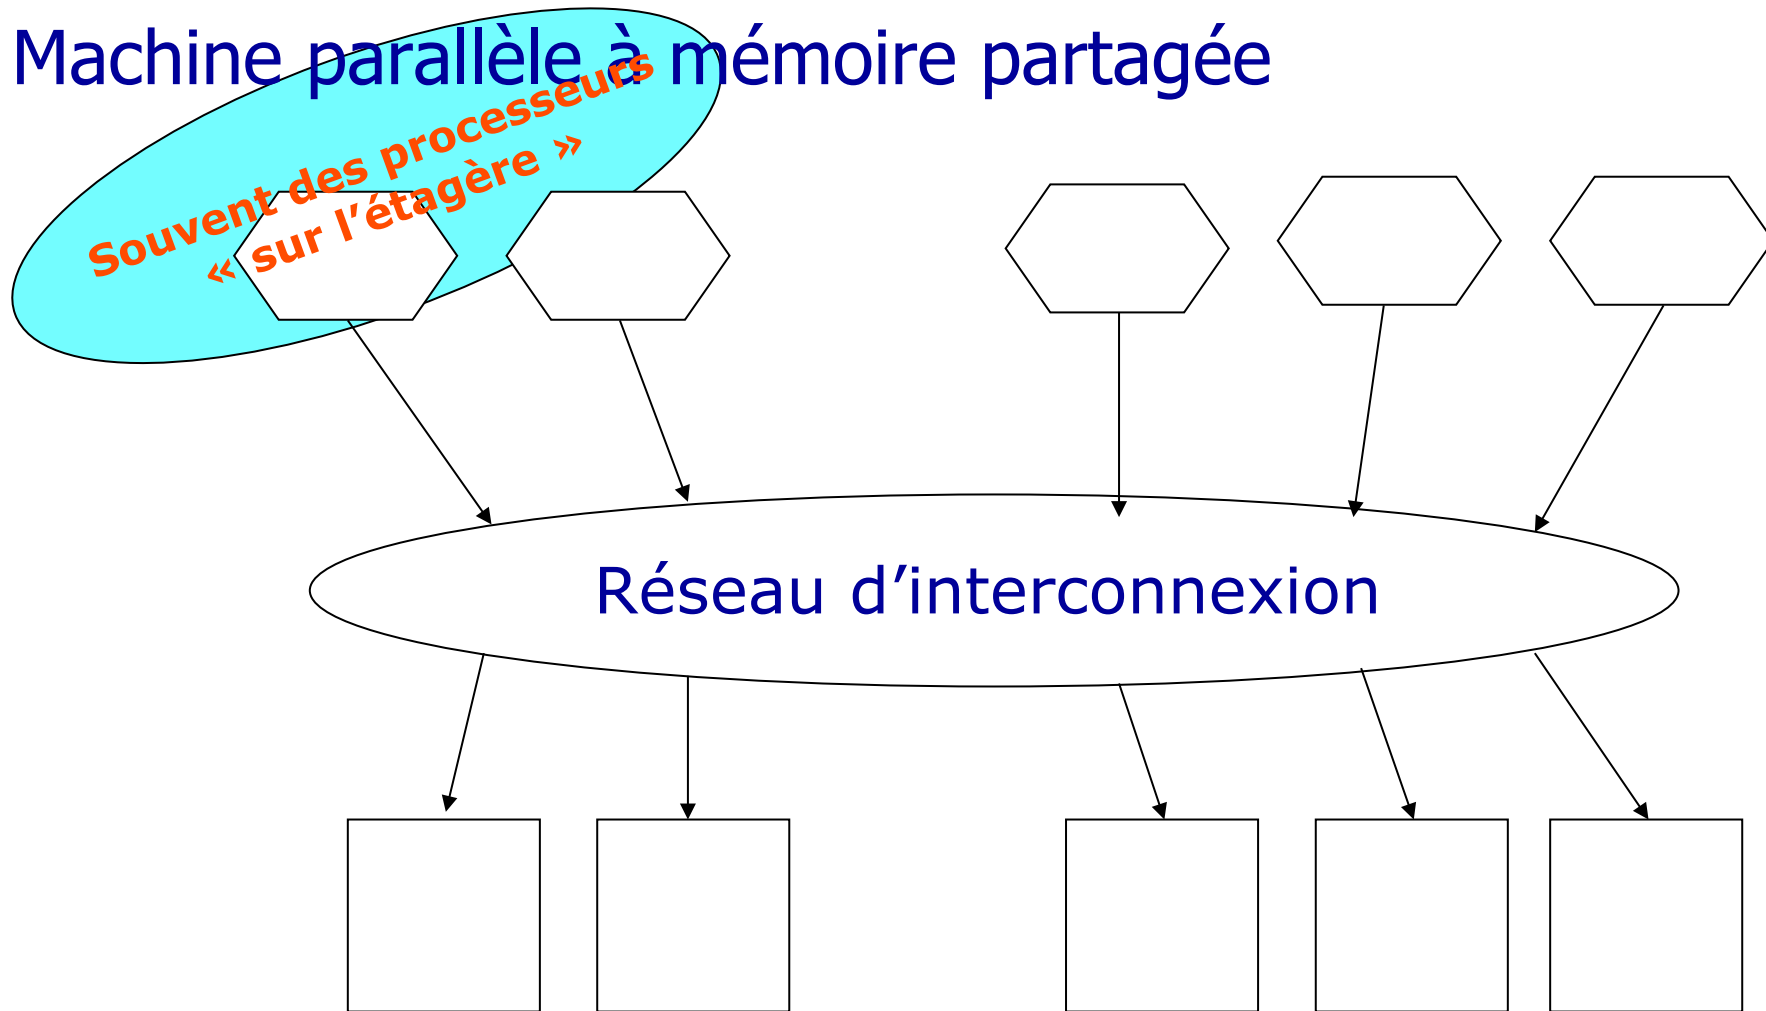 Machine parallèle à mémoire partagée
Souvent des processeurs
« sur l’étagère »
Réseau d’interconnexion